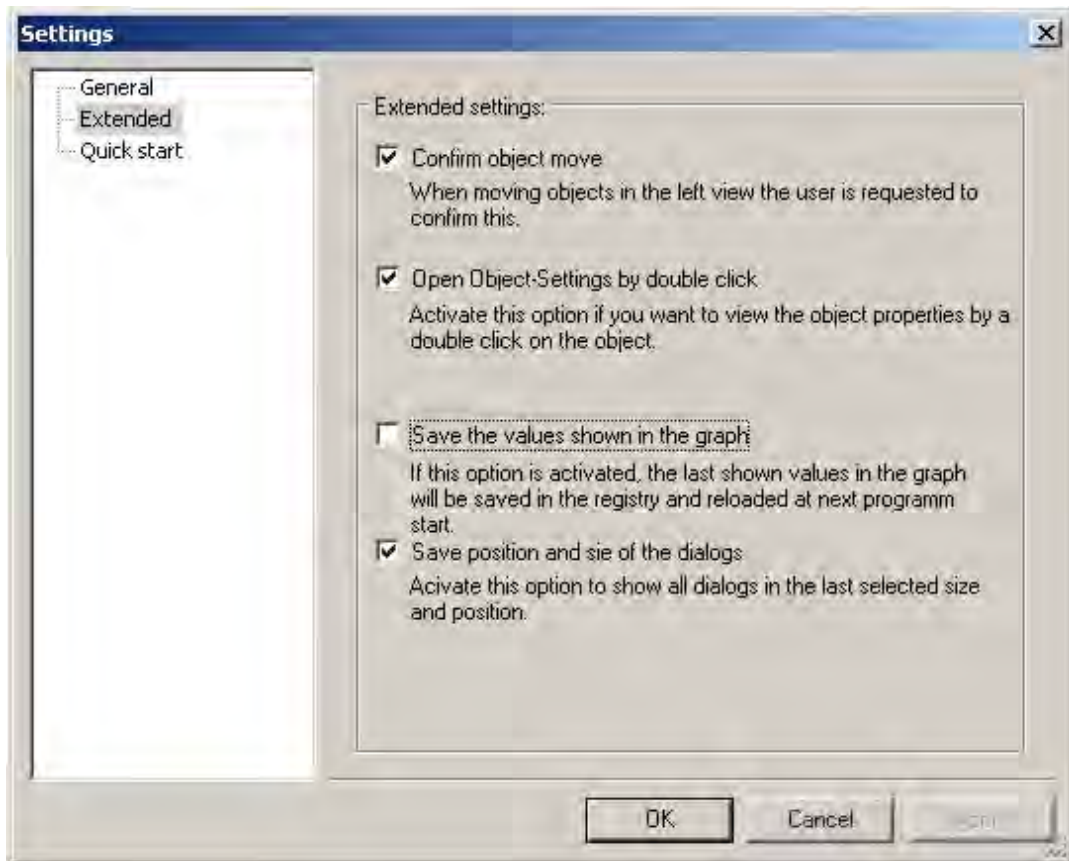 Settings
General
Extended
Quick start
Extended settings:
Confirm object move
When moving objects in the left view the user is requested to
confirm this.
Open Object-Settings by double click
Activate this option if you want to view the object properties by a
double click on the object.
Save the values shown in the graph
If this option is activated, the last shown values in the graph
will be saved in the registry and reloaded at next programm
start.
Save position and sie of the dialogs
Acivate this option to show all dialogs in the last selected size
and position.
OK
Cancel